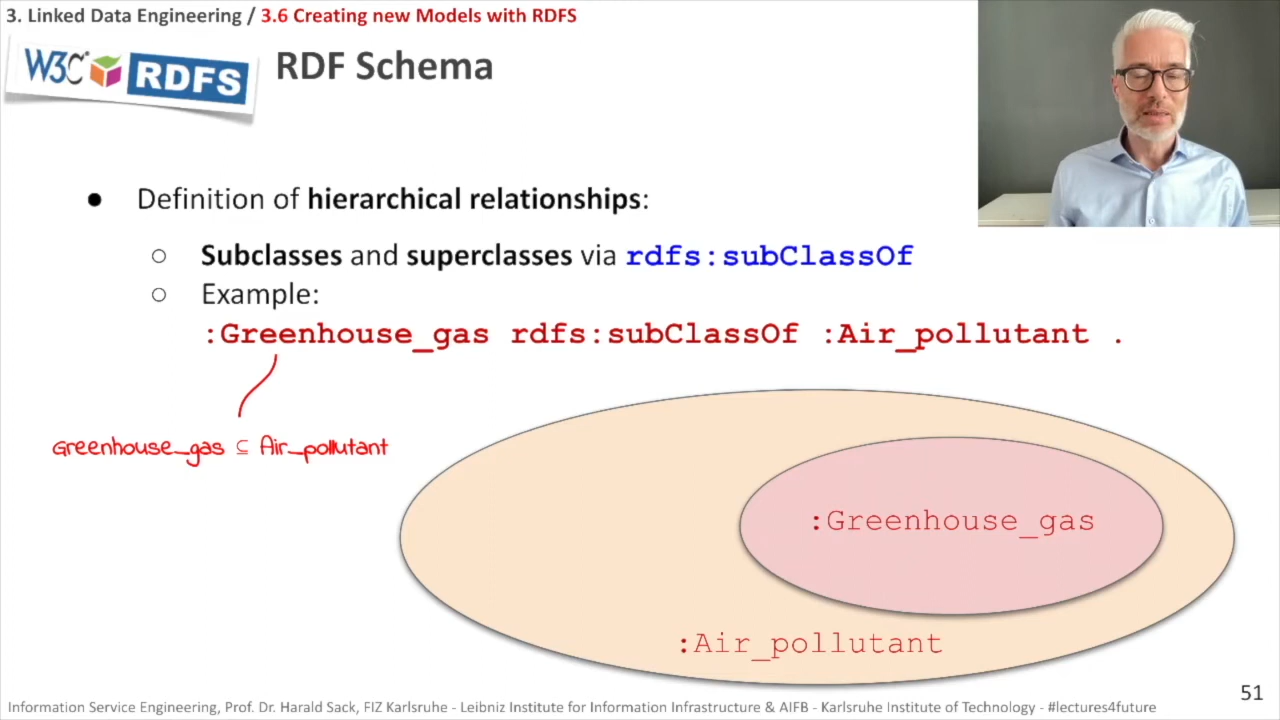 3. Linked Data Engineering / 3.6 Creating new Models with RDFS
W3C RDFS
RDF Schema
● Definition of hierarchical relationships:
○ Subclasses and superclasses via rdfs:subClassOf
○ Example:
:Greenhouse_gas rdfs:subClassOf :Air_pollutant .
Greenhouse_gas ⊆ Air_pollutant
:Greenhouse_gas
:Air_pollutant
51
Information Service Engineering, Prof. Dr. Harald Sack, FIZ Karlsruhe - Leibniz Institute for Information Infrastructure & AIFB - Karlsruhe Institute of Technology - #lectures4future